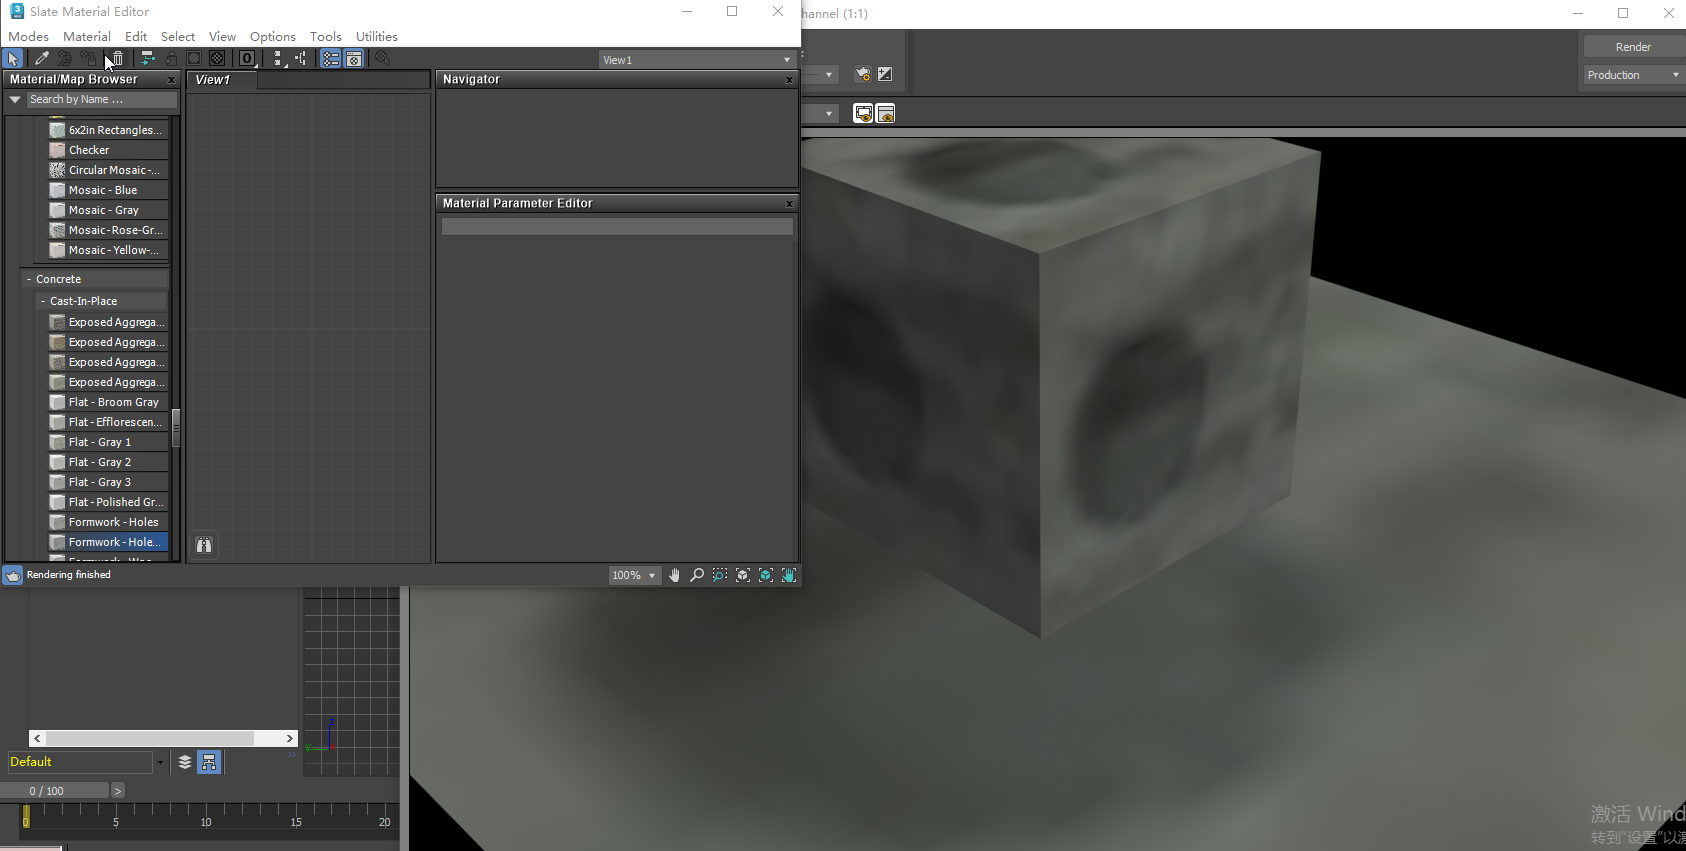 Slate Material Editor
hannel (1:1)
Modes Material Edit Select View Options Tools Utilities
View1
Render
Production
Material/Map Browser
View1
Navigator
Search by Name ...
6x2in Rectangles...
Checker
Circular Mosaic -...
Mosaic - Blue
Mosaic - Gray
Mosaic - Rose-Gr...
Mosaic - Yellow-...
Material Parameter Editor
- Concrete
- Cast-In-Place
Exposed Aggrega...
Exposed Aggrega...
Exposed Aggrega...
Exposed Aggrega...
Flat - Broom Gray
Flat - Efflorescen...
Flat - Gray 1
Flat - Gray 2
Flat - Gray 3
Flat - Polished Gr...
Formwork - Holes
Formwork - Hole...
Rendering finished
100%
z
Default
0 / 100
>
0 5 10 15 20
激活 Wind
转到"设置"以激